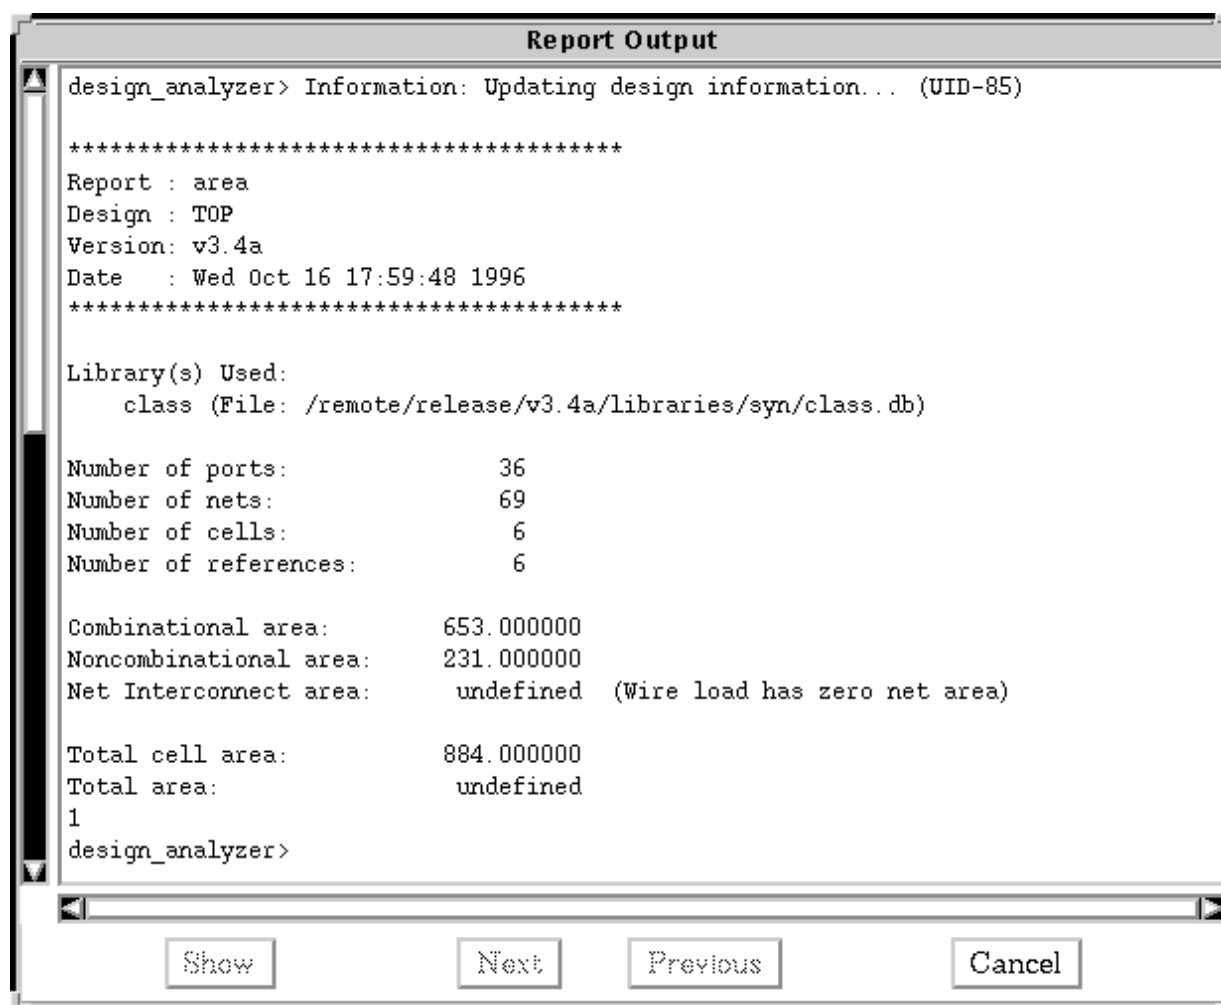 Report Output
design_analyzer> Information: Updating design information... (UID-85)
****************************************
Report : area
Design : TOP
Version: v3.4a
Date   : Wed Oct 16 17:59:48 1996
****************************************
Library(s) Used:
    class (File: /remote/release/v3.4a/libraries/syn/class.db)
Number of ports:               36
Number of nets:                69
Number of cells:                6
Number of references:           6
Combinational area:        653.000000
Noncombinational area:     231.000000
Net Interconnect area:      undefined  (Wire load has zero net area)
Total cell area:           884.000000
Total area:                 undefined
1
design_analyzer>
Show Next Previous Cancel